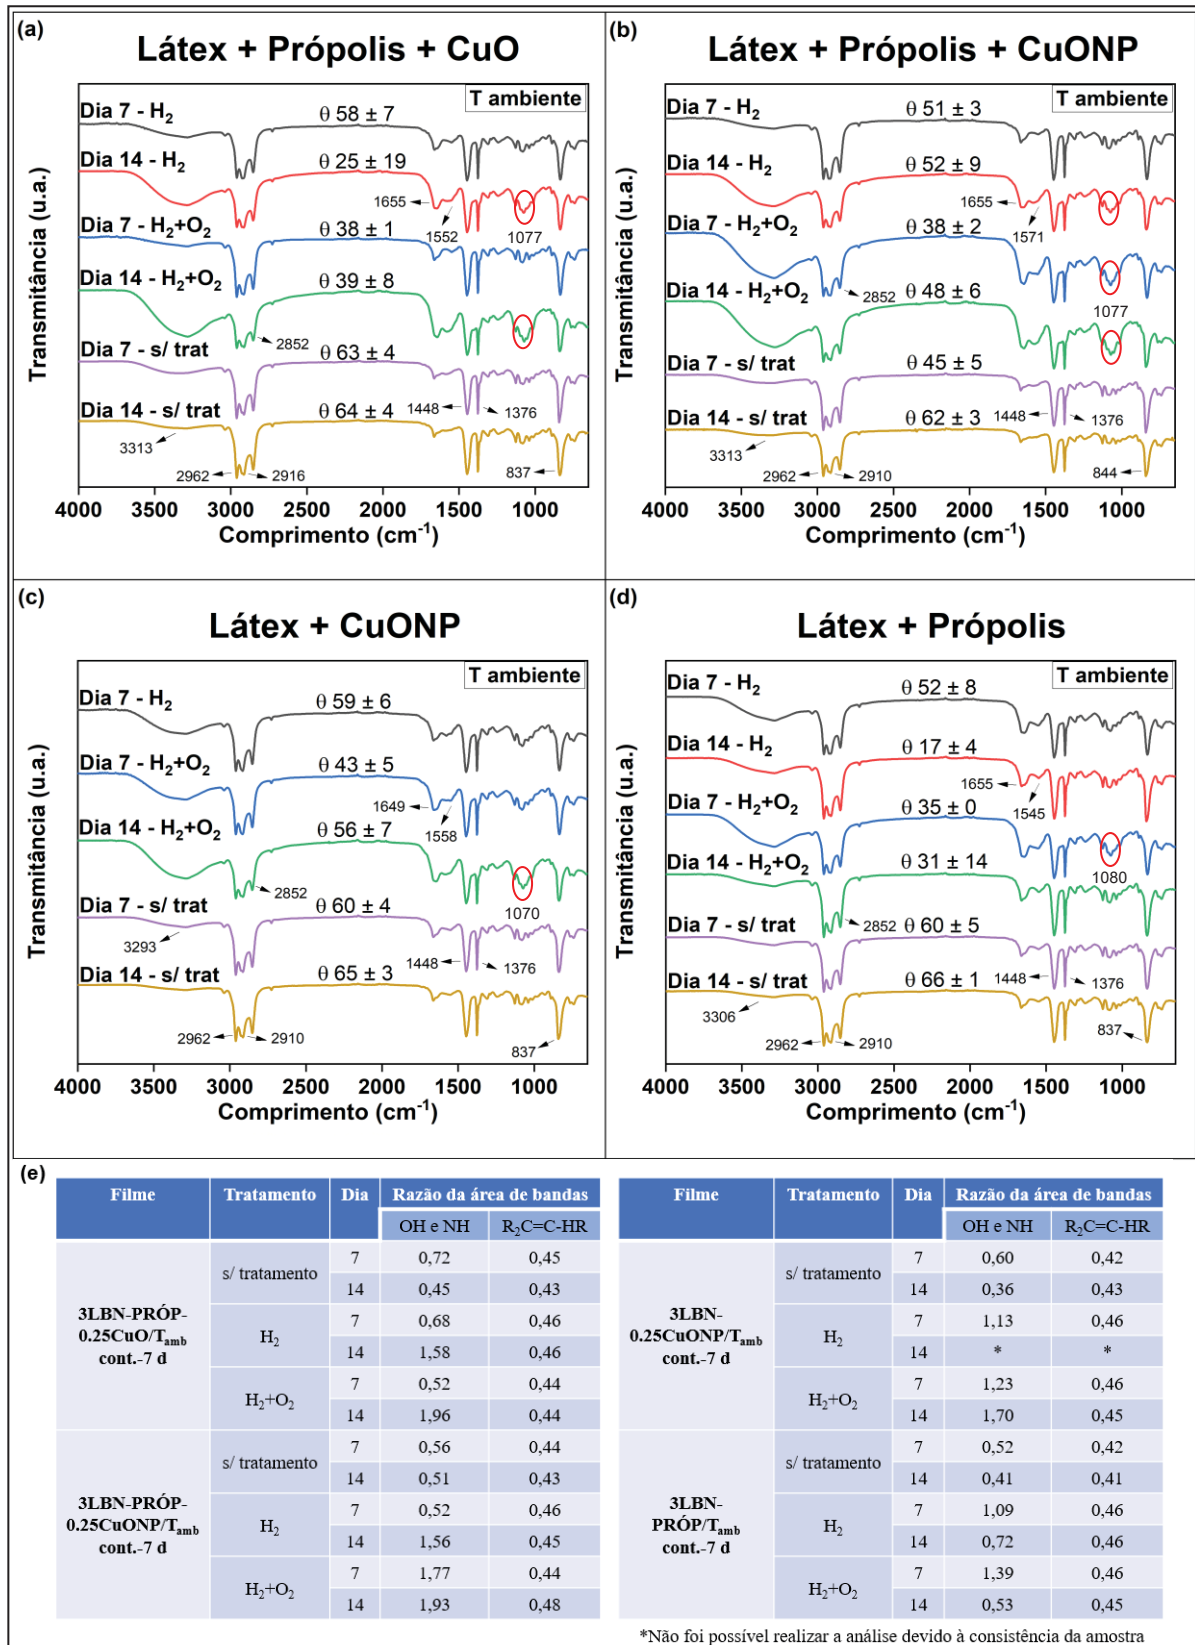 (a)
Látex + Própolis + CuO
T ambiente
Dia 7 - H₂
θ 58 ± 7
Dia 14 - H₂
θ 25 ± 19
1655
1552
1077
Dia 7 - H₂+O₂
θ 38 ± 1
Dia 14 - H₂+O₂
θ 39 ± 8
2852
Dia 7 - s/ trat
θ 63 ± 4
1448
1376
Dia 14 - s/ trat
θ 64 ± 4
3313
2962
2916
837
Transmitância (u.a.)
4000 3500 3000 2500 2000 1500 1000
Comprimento (cm⁻¹)
(b)
Látex + Própolis + CuONP
T ambiente
Dia 7 - H₂
θ 51 ± 3
Dia 14 - H₂
θ 52 ± 9
1655
1571
Dia 7 - H₂+O₂
θ 38 ± 2
Dia 14 - H₂+O₂
2852
θ 48 ± 6
1077
Dia 7 - s/ trat
θ 45 ± 5
1448
1376
Dia 14 - s/ trat
θ 62 ± 3
3313
2962
2910
844
Transmitância (u.a.)
4000 3500 3000 2500 2000 1500 1000
Comprimento (cm⁻¹)
(c)
Látex + CuONP
T ambiente
Dia 7 - H₂
θ 59 ± 6
Dia 7 - H₂+O₂
θ 43 ± 5
1649
1558
Dia 14 - H₂+O₂
θ 56 ± 7
2852
1070
Dia 7 - s/ trat
θ 60 ± 4
3293
1448
1376
Dia 14 - s/ trat
θ 65 ± 3
2962
2910
837
Transmitância (u.a.)
4000 3500 3000 2500 2000 1500 1000
Comprimento (cm⁻¹)
(d)
Látex + Própolis
T ambiente
Dia 7 - H₂
θ 52 ± 8
Dia 14 - H₂
θ 17 ± 4
1655
1545
Dia 7 - H₂+O₂
θ 35 ± 0
1080
Dia 14 - H₂+O₂
θ 31 ± 14
Dia 7 - s/ trat
2852
θ 60 ± 5
1448
1376
Dia 14 - s/ trat
θ 66 ± 1
3306
2962
2910
837
Transmitância (u.a.)
4000 3500 3000 2500 2000 1500 1000
Comprimento (cm⁻¹)
(e)
Filme Tratamento Dia Razão da área de bandas
OH e NH R₂C=C-HR
3LBN-PRÓP-
0.25CuO/Tamb
cont.-7 d
s/ tratamento
7 0,72 0,45
14 0,45 0,43
H₂
7 0,68 0,46
14 1,58 0,46
H₂+O₂
7 0,52 0,44
14 1,96 0,44
3LBN-PRÓP-
0.25CuONP/Tamb
cont.-7 d
s/ tratamento
7 0,56 0,44
14 0,51 0,43
H₂
7 0,52 0,46
14 1,56 0,45
H₂+O₂
7 1,77 0,44
14 1,93 0,48
Filme Tratamento Dia Razão da área de bandas
OH e NH R₂C=C-HR
3LBN-
0.25CuONP/Tamb
cont.-7 d
s/ tratamento
7 0,60 0,42
14 0,36 0,43
H₂
7 1,13 0,46
14 * *
H₂+O₂
7 1,23 0,46
14 1,70 0,45
3LBN-
PRÓP/Tamb
cont.-7 d
s/ tratamento
7 0,52 0,42
14 0,41 0,41
H₂
7 1,09 0,46
14 0,72 0,46
H₂+O₂
7 1,39 0,46
14 0,53 0,45
*Não foi possível realizar a análise devido à consistência da amostra